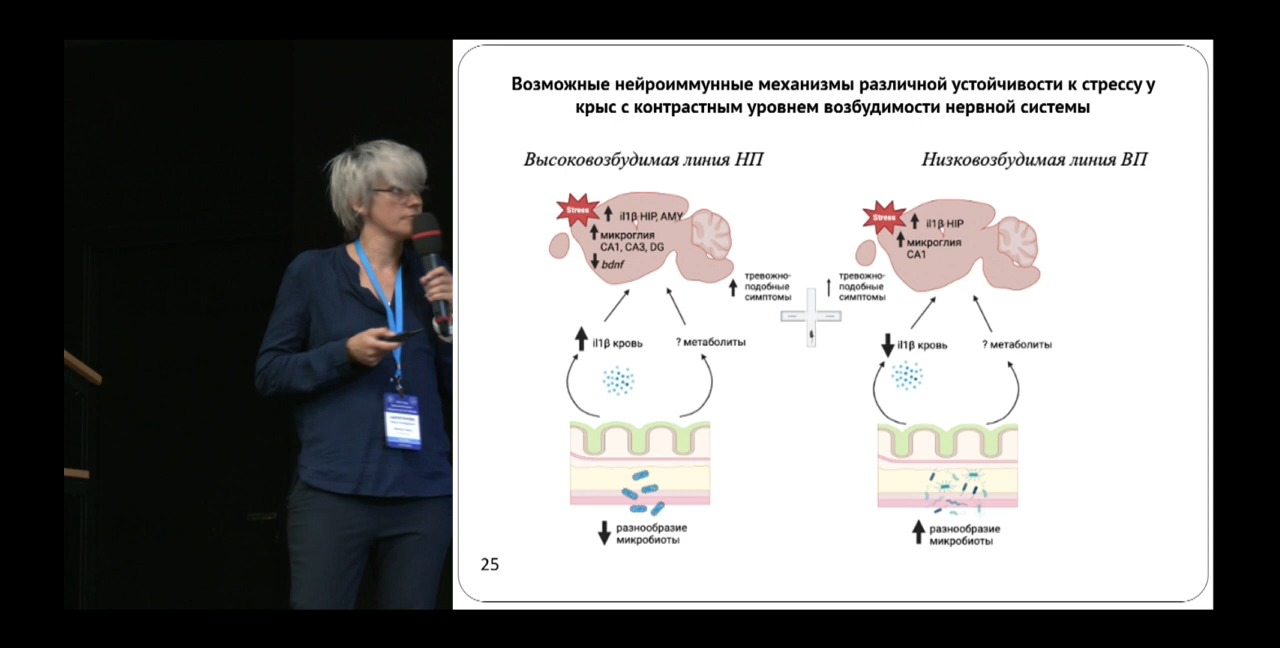 Возможные нейроиммунные механизмы различной устойчивости к стрессу у
крыс с контрастным уровнем возбудимости нервной системы
Высоковозбудимая линия НП
Низковозбудимая линия ВП
Stress
il1β HIP, AMY
микроглия
CA1, CA3, DG
bdnf
тревожно-
подобные
симптомы
il1β кровь
? метаболиты
разнообразие
микробиоты
Stress
il1β HIP
микроглия
CA1
тревожно-
подобные
симптомы
il1β кровь
? метаболиты
разнообразие
микробиоты
25